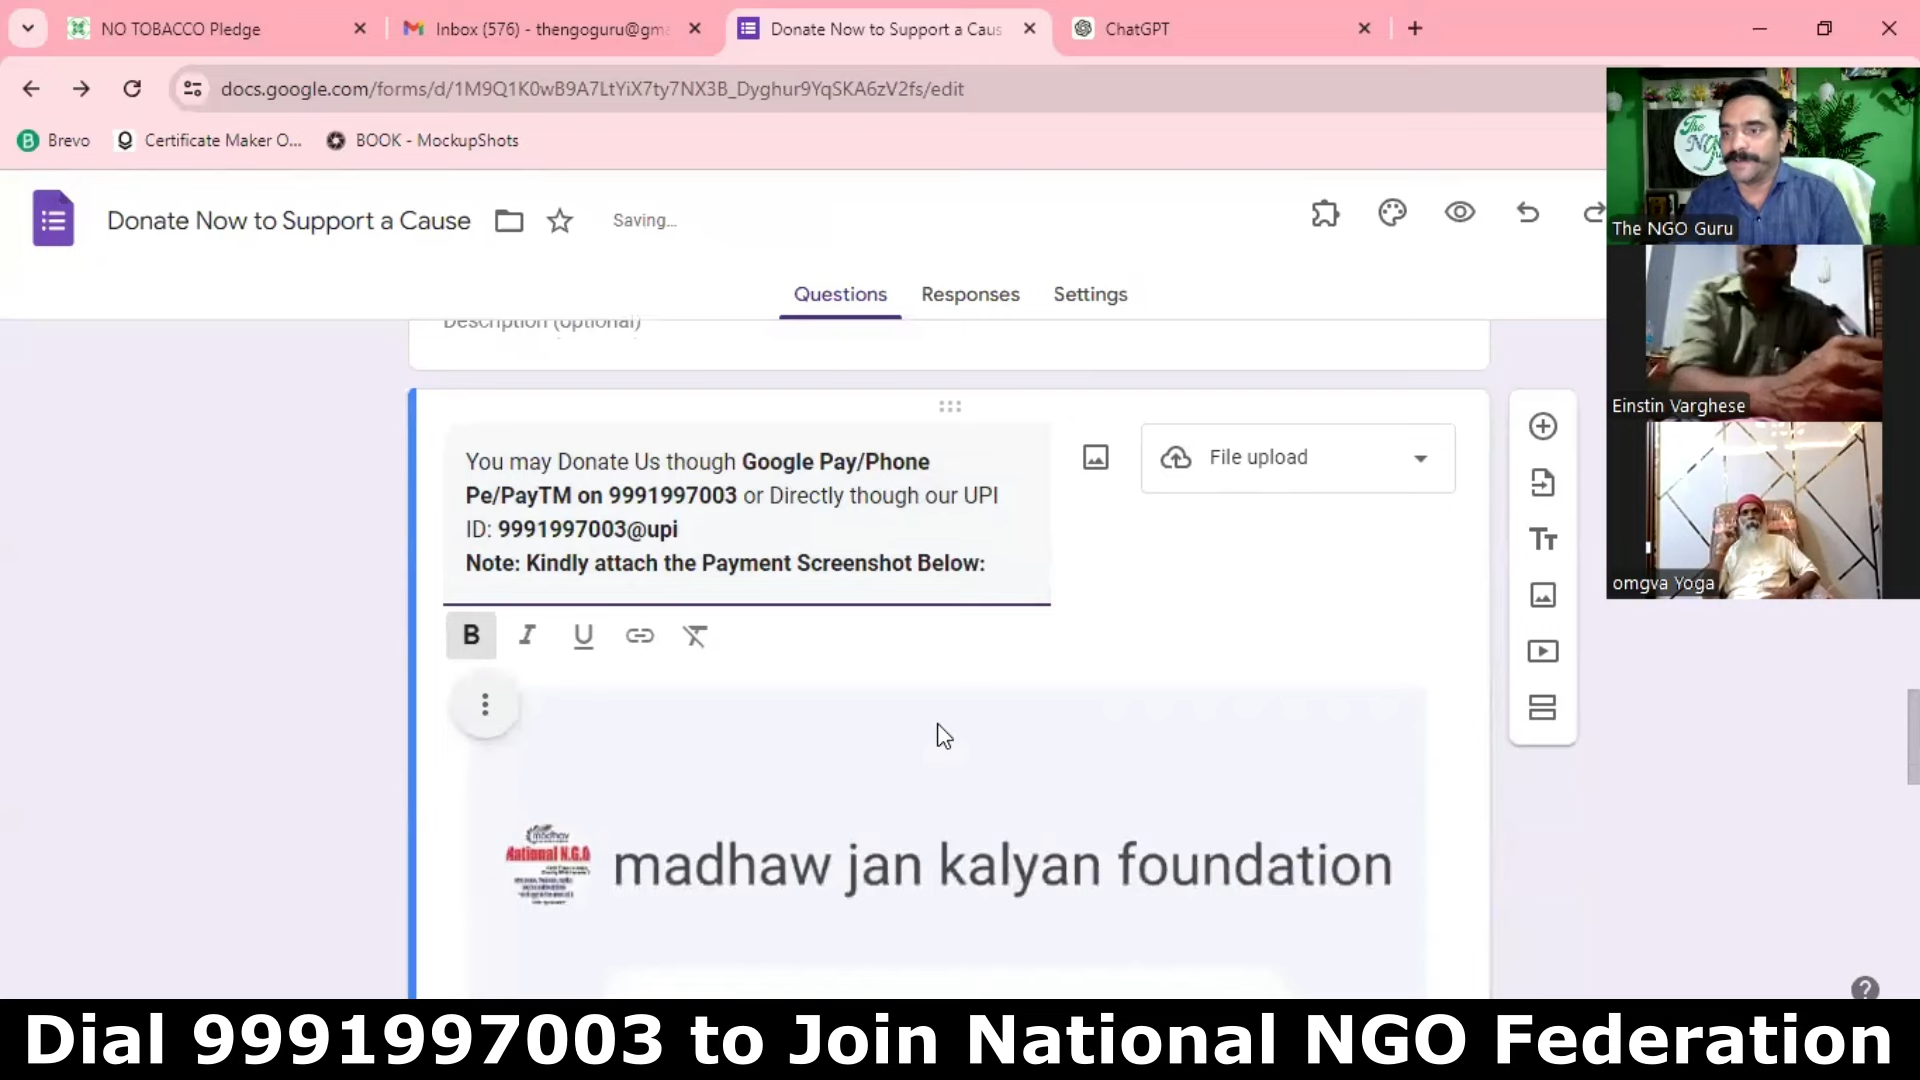 NO TOBACCO Pledge
Inbox (576) - thengoguru@gm
Donate Now to Support a Caus
ChatGPT
docs.google.com/forms/d/1M9Q1K0wB9A7LtYiX7ty7NX3B_Dyghur9YqSKA6zV2fs/edit
Brevo
Certificate Maker O...
BOOK - MockupShots
Donate Now to Support a Cause
Saving...
Questions
Responses
Settings
Description (optional)
You may Donate Us though Google Pay/Phone
Pe/PayTM on 9991997003 or Directly though our UPI
ID: 9991997003@upi
Note: Kindly attach the Payment Screenshot Below:
File upload
B I U
Tt
National N.G.O
madhaw jan kalyan foundation
The NGO Guru
Einstin Varghese
omgva Yoga
Dial 9991997003 to Join National NGO Federation